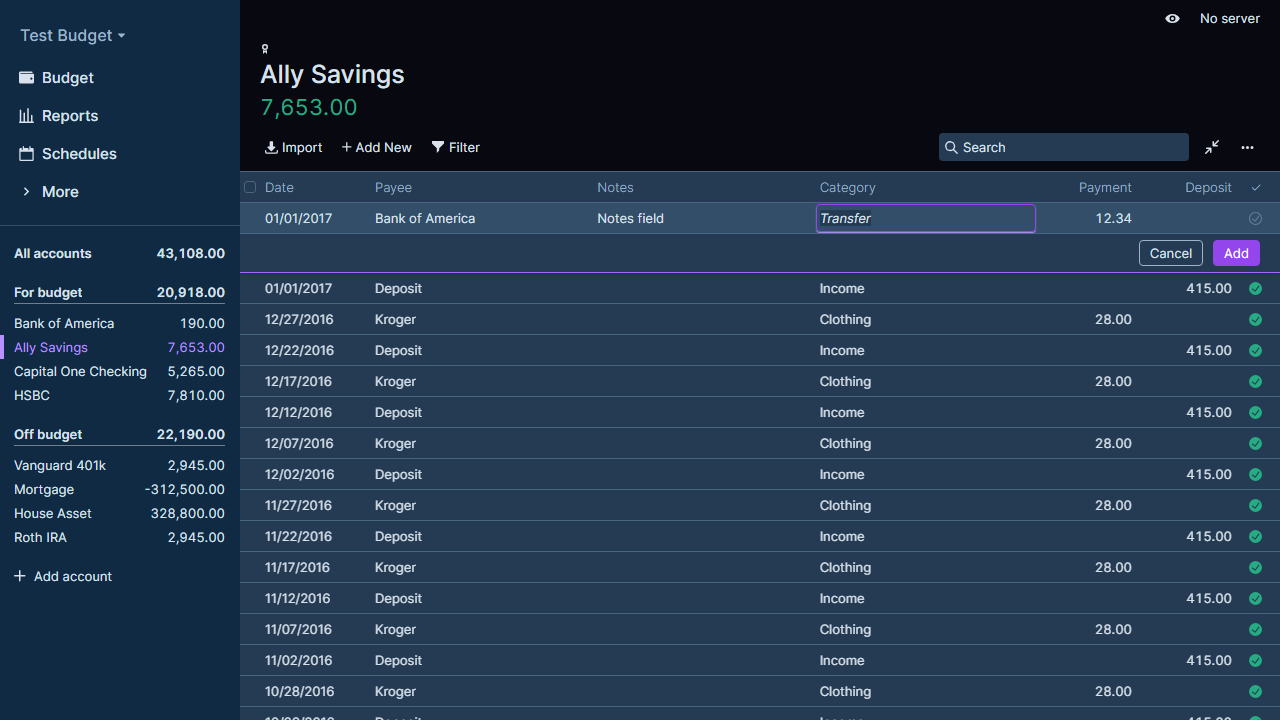 Test Budget
Budget
Reports
Schedules
More
All accounts 43,108.00
For budget 20,918.00
Bank of America 190.00
Ally Savings 7,653.00
Capital One Checking 5,265.00
HSBC 7,810.00
Off budget 22,190.00
Vanguard 401k 2,945.00
Mortgage -312,500.00
House Asset 328,800.00
Roth IRA 2,945.00
Add account
No server
Ally Savings
7,653.00
Import Add New Filter Search
Date Payee Notes Category Payment Deposit
01/01/2017 Bank of America Notes field Transfer 12.34
Cancel Add
01/01/2017 Deposit Income 415.00
12/27/2016 Kroger Clothing 28.00
12/22/2016 Deposit Income 415.00
12/17/2016 Kroger Clothing 28.00
12/12/2016 Deposit Income 415.00
12/07/2016 Kroger Clothing 28.00
12/02/2016 Deposit Income 415.00
11/27/2016 Kroger Clothing 28.00
11/22/2016 Deposit Income 415.00
11/17/2016 Kroger Clothing 28.00
11/12/2016 Deposit Income 415.00
11/07/2016 Kroger Clothing 28.00
11/02/2016 Deposit Income 415.00
10/28/2016 Kroger Clothing 28.00